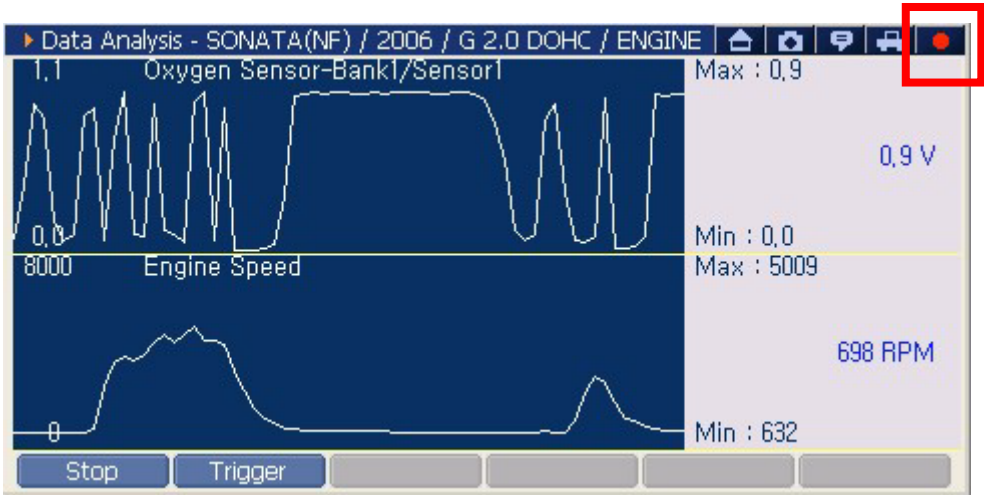 Data Analysis - SONATA(NF) / 2006 / G 2.0 DOHC / ENGINE
1,1 Oxygen Sensor-Bank1/Sensor1
Max : 0,9
0,9 V
0,0
Min : 0,0
8000 Engine Speed
Max : 5009
698 RPM
0
Min : 632
Stop Trigger